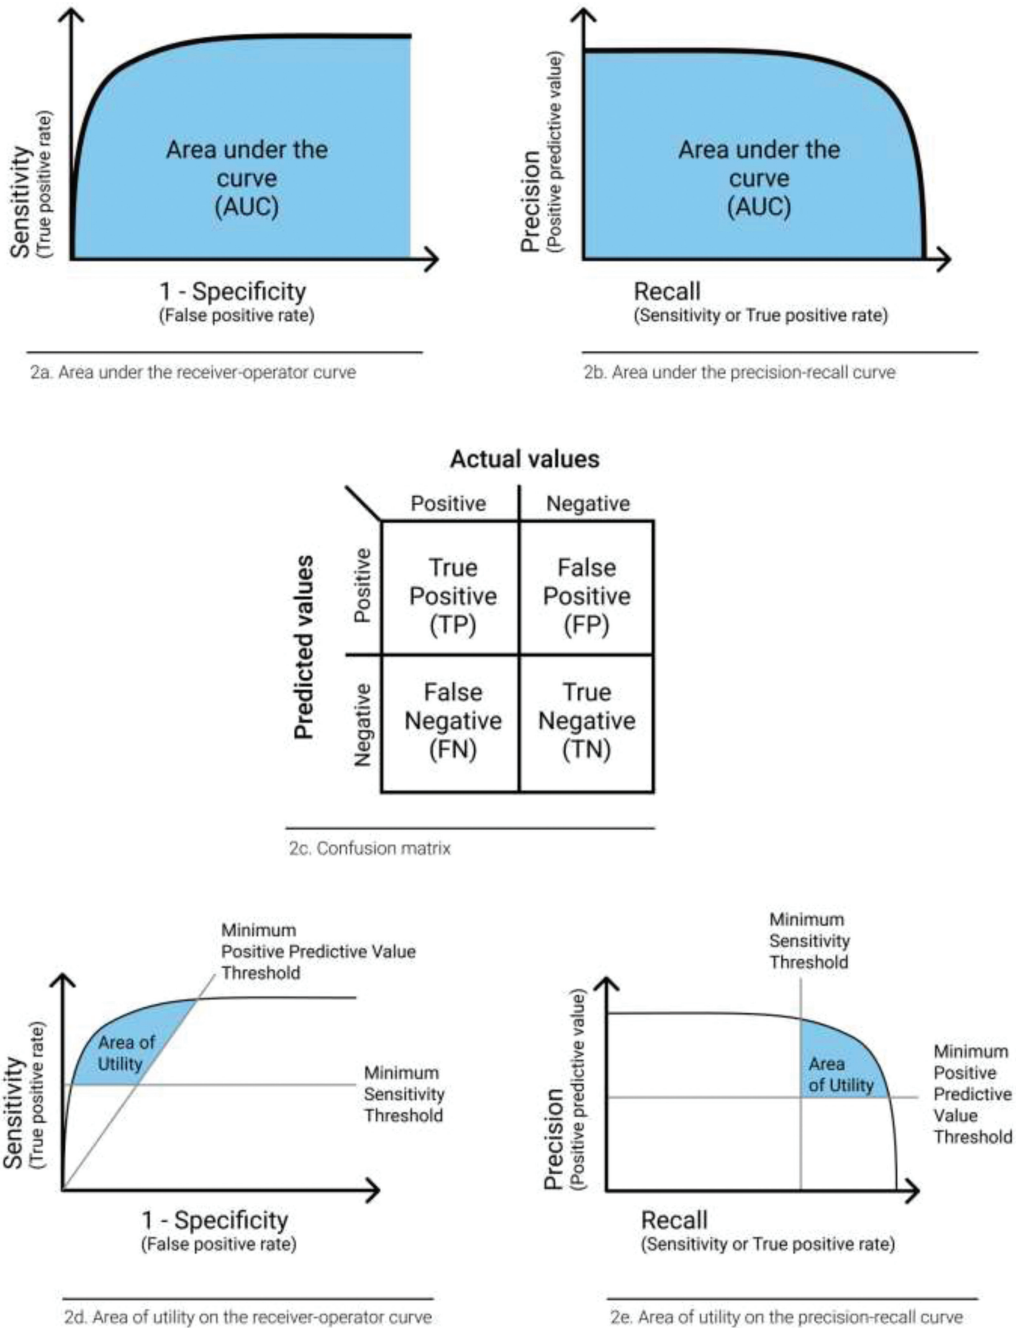 Sensitivity
(True positive rate)
Area under the
curve
(AUC)
1 - Specificity
(False positive rate)
2a. Area under the receiver-operator curve
Precision
(Positive predictive value)
Area under the
curve
(AUC)
Recall
(Sensitivity or True positive rate)
2b. Area under the precision-recall curve
Actual values
Positive
Negative
Predicted values
Positive
True
Positive
(TP)
False
Positive
(FP)
Negative
False
Negative
(FN)
True
Negative
(TN)
2c. Confusion matrix
Minimum
Positive Predictive Value
Threshold
Sensitivity
(True positive rate)
Area of
Utility
Minimum
Sensitivity
Threshold
1 - Specificity
(False positive rate)
2d. Area of utility on the receiver-operator curve
Minimum
Sensitivity
Threshold
Precision
(Positive predictive value)
Area
of Utility
Minimum
Positive
Predictive
Value
Threshold
Recall
(Sensitivity or True positive rate)
2e. Area of utility on the precision-recall curve